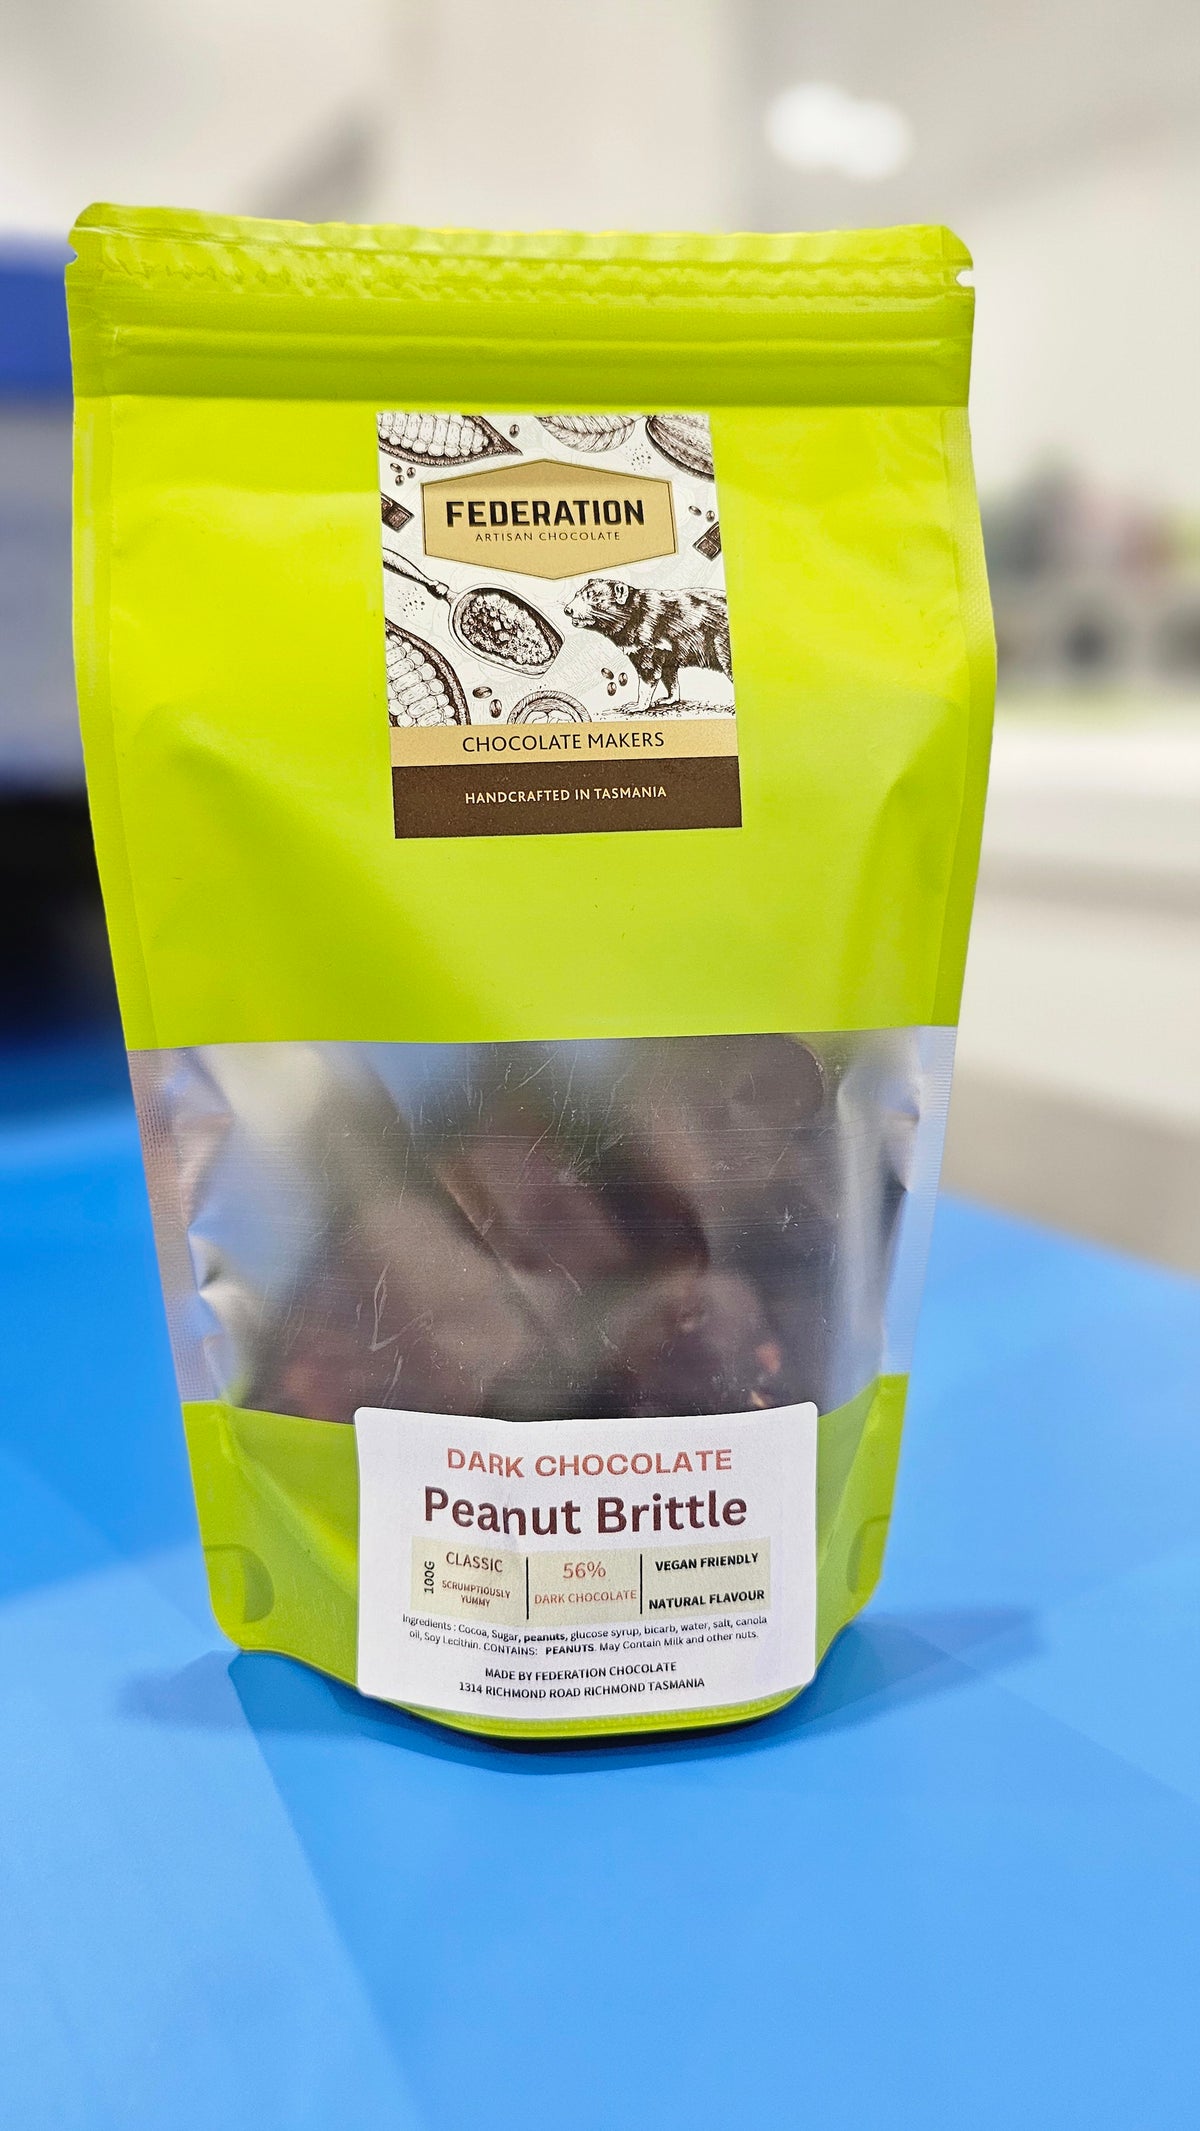 FEDERATION
ARTISAN CHOCOLATE
CHOCOLATE MAKERS
HANDCRAFTED IN TASMANIA
DARK CHOCOLATE
Peanut Brittle
100G
CLASSIC
SCRUMPTIOUSLY
YUMMY
56%
DARK CHOCOLATE
VEGAN FRIENDLY
NATURAL FLAVOUR
Ingredients : Cocoa, Sugar, peanuts, glucose syrup, bicarb, water, salt, canola
oil, Soy Lecithin. CONTAINS: PEANUTS. May Contain Milk and other nuts.
MADE BY FEDERATION CHOCOLATE
1314 RICHMOND ROAD RICHMOND TASMANIA